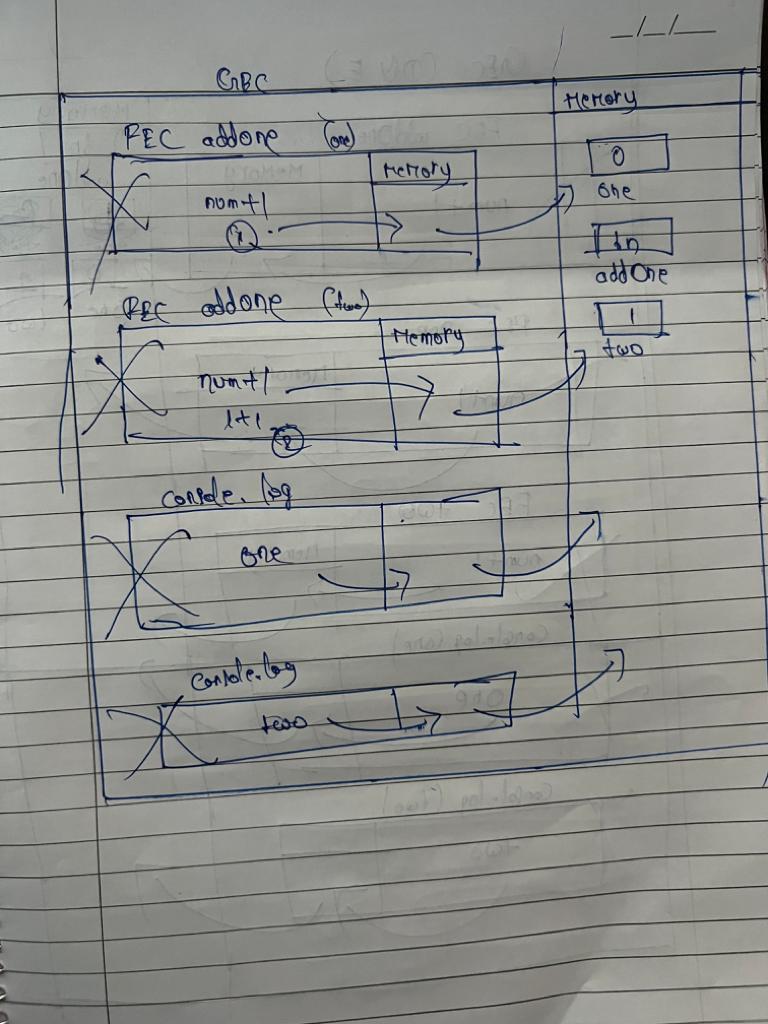 _/_/_
GEC
Memory
FEC addone (one)
Memory
num+1
1
0
one
fn
addOne
1
two
FEC addone (two)
Memory
num+1
1+1
2
console.log
one
console.log
two